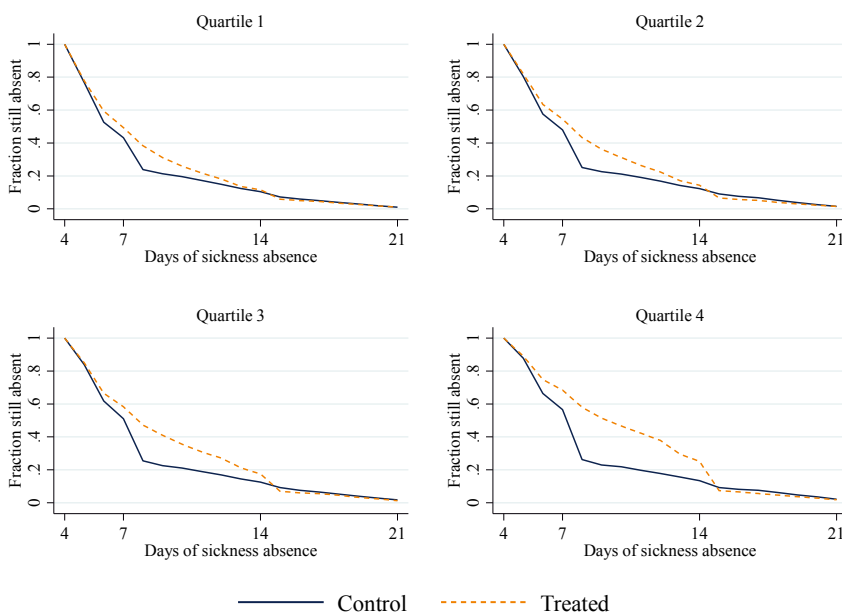 Quartile 1
Fraction still absent
0 .2 .4 .6 .8 1
4 7 14 21
Days of sickness absence
Quartile 2
Fraction still absent
0 .2 .4 .6 .8 1
4 7 14 21
Days of sickness absence
Quartile 3
Fraction still absent
0 .2 .4 .6 .8 1
4 7 14 21
Days of sickness absence
Quartile 4
Fraction still absent
0 .2 .4 .6 .8 1
4 7 14 21
Days of sickness absence
Control Treated